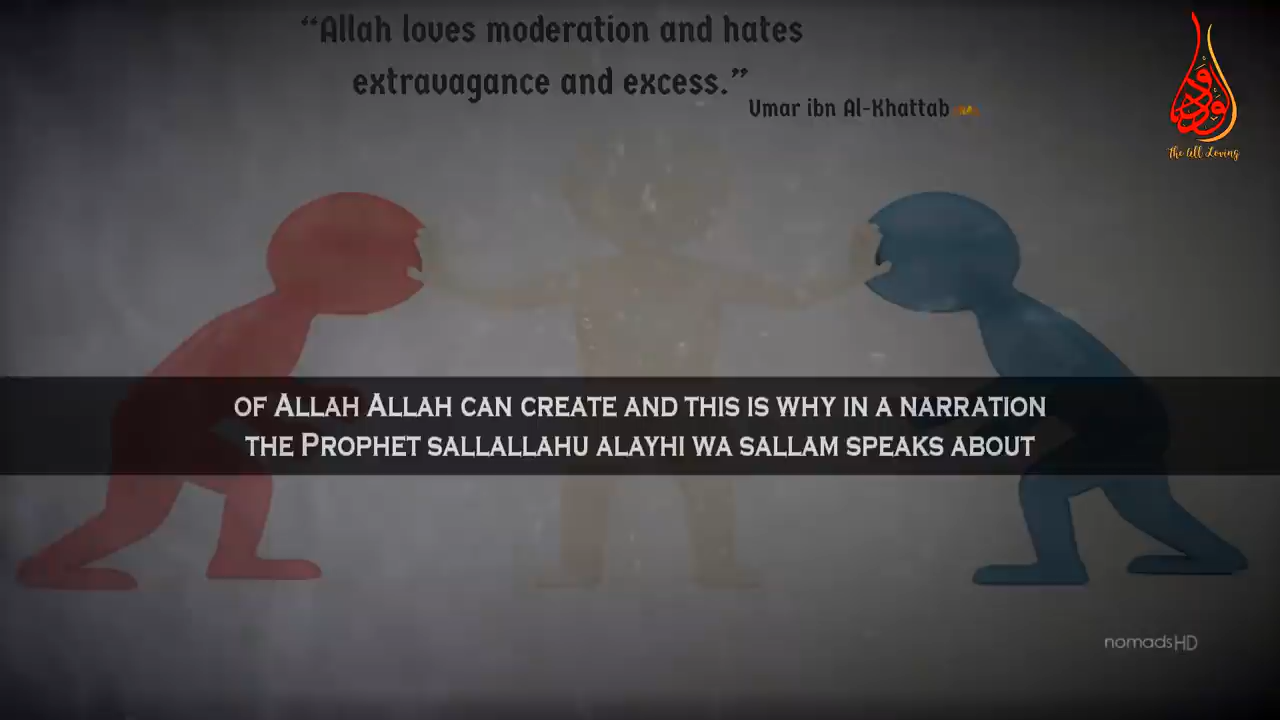 “Allah loves moderation and hates
extravagance and excess.”
Umar ibn Al-Khattab
ودود
The All Loving
OF ALLAH ALLAH CAN CREATE AND THIS IS WHY IN A NARRATION
THE PROPHET SALLALLAHU ALAYHI WA SALLAM SPEAKS ABOUT
nomadsHD